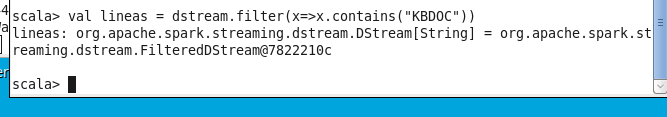 scala> val lineas = dstream.filter(x=>x.contains("KBDOC"))
lineas: org.apache.spark.streaming.dstream.DStream[String] = org.apache.spark.st
reaming.dstream.FilteredDStream@7822210c
scala>